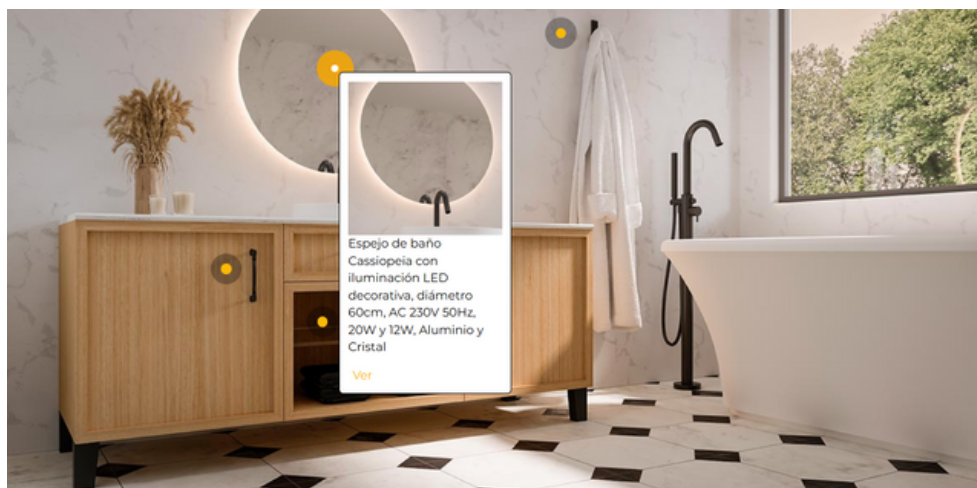 Espejo de baño
Cassiopeia con
iluminación LED
decorativa, diámetro
60cm, AC 230V 50Hz,
20W y 12W, Aluminio y
Cristal
Ver